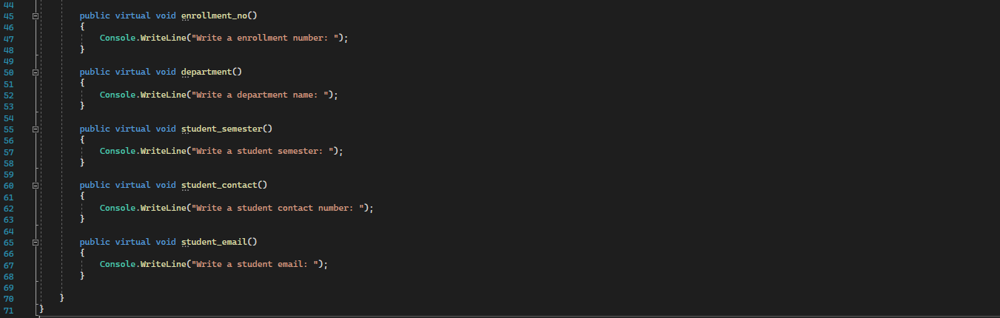 44
45 public virtual void enrollment_no()
46 {
47 Console.WriteLine("Write a enrollment number: ");
48 }
49
50 public virtual void department()
51 {
52 Console.WriteLine("Write a department name: ");
53 }
54
55 public virtual void student_semester()
56 {
57 Console.WriteLine("Write a student semester: ");
58 }
59
60 public virtual void student_contact()
61 {
62 Console.WriteLine("Write a student contact number: ");
63 }
64
65 public virtual void student_email()
66 {
67 Console.WriteLine("Write a student email: ");
68 }
69
70 }
71 }